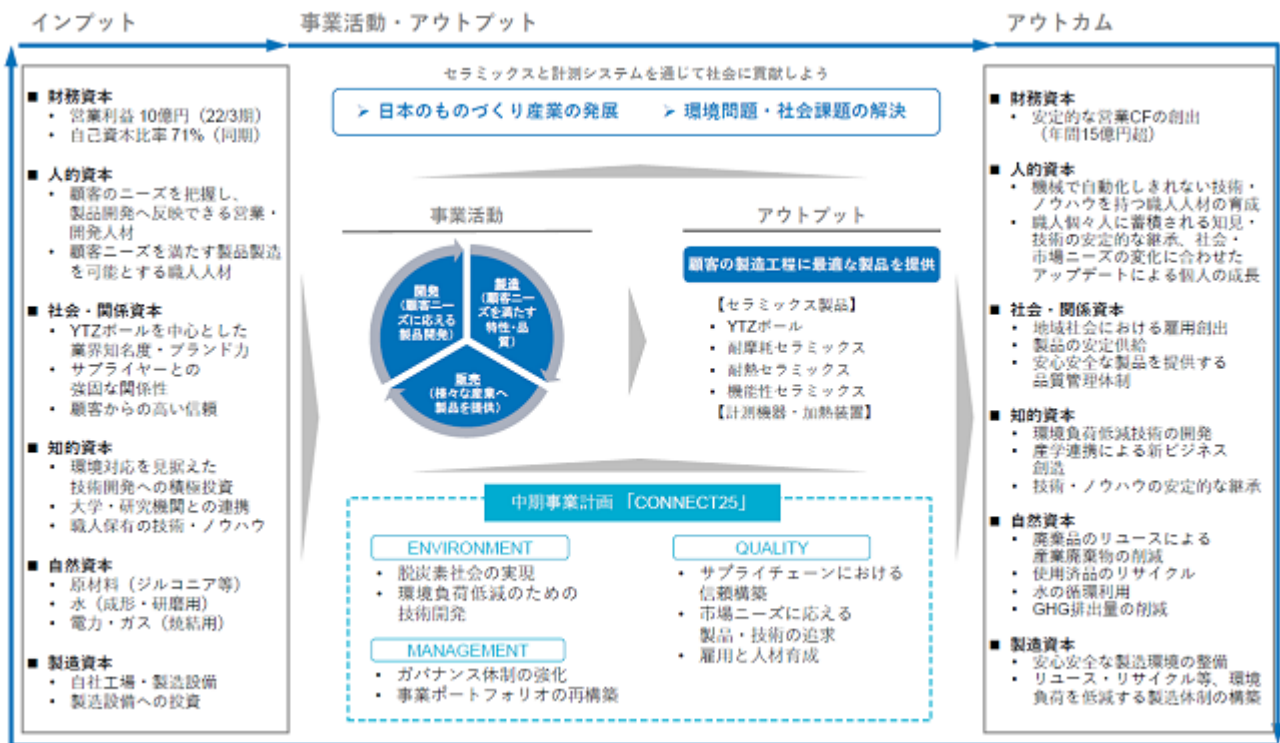 インプット
事業活動・アウトプット
アウトカム
■ 財務資本
• 営業利益 10億円（22/3期）
• 自己資本比率 71%（同期）
■ 人的資本
• 顧客のニーズを把握し、
製品開発へ反映できる営業・
開発人材
• 顧客ニーズを満たす製品製造
を可能とする職人人材
■ 社会・関係資本
• YTZボールを中心とした
業界知名度・ブランド力
• サプライヤーとの
強固な関係性
• 顧客からの高い信頼
■ 知的資本
• 環境対応を見据えた
技術開発への積極投資
• 大学・研究機関との連携
• 職人保有の技術・ノウハウ
■ 自然資本
• 原材料（ジルコニア等）
• 水（成形・研磨用）
• 電力・ガス（焼結用）
■ 製造資本
• 自社工場・製造設備
• 製造設備への投資
セラミックスと計測システムを通じて社会に貢献しよう
➢ 日本のものづくり産業の発展
➢ 環境問題・社会課題の解決
事業活動
開発
(顧客ニー
ズに応える
製品開発)
製造
(顧客ニー
ズを満たす
特性・品
質)
販売
(様々な産業へ
製品を提供)
アウトプット
顧客の製造工程に最適な製品を提供
【セラミックス製品】
• YTZボール
• 耐摩耗セラミックス
• 耐熱セラミックス
• 機能性セラミックス
【計測機器・加熱装置】
中期事業計画 「CONNECT25」
ENVIRONMENT
• 脱炭素社会の実現
• 環境負荷低減のための
技術開発
MANAGEMENT
• ガバナンス体制の強化
• 事業ポートフォリオの再構築
QUALITY
• サプライチェーンにおける
信頼構築
• 市場ニーズに応える
製品・技術の追求
• 雇用と人材育成
■ 財務資本
• 安定的な営業CFの創出
（年間15億円超）
■ 人的資本
• 機械で自動化しきれない技術・
ノウハウを持つ職人人材の育成
• 職人個々人に蓄積される知見・
技術の安定的な継承、社会・
市場ニーズの変化に合わせた
アップデートによる個人の成長
■ 社会・関係資本
• 地域社会における雇用創出
• 製品の安定供給
• 安心安全な製品を提供する
品質管理体制
■ 知的資本
• 環境負荷低減技術の開発
• 産学連携による新ビジネス
創造
• 技術・ノウハウの安定的な継承
■ 自然資本
• 廃棄品のリユースによる
産業廃棄物の削減
• 使用済品のリサイクル
• 水の循環利用
• GHG排出量の削減
■ 製造資本
• 安心安全な製造環境の整備
• リユース・リサイクル等、環境
負荷を低減する製造体制の構築